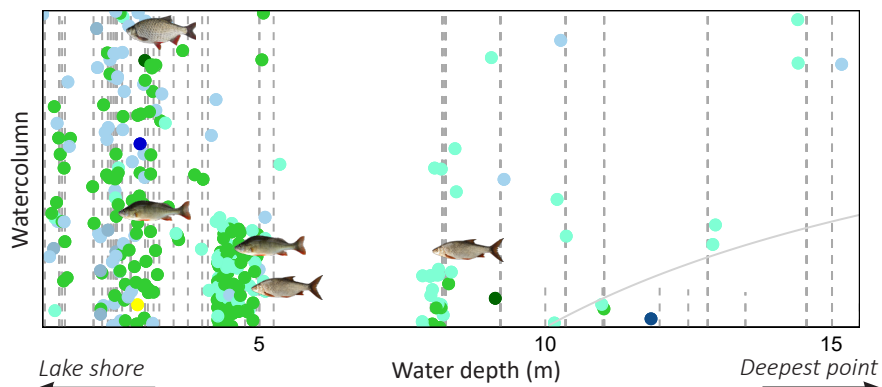 Watercolumn
5
10
15
Lake shore
Water depth (m)
Deepest point